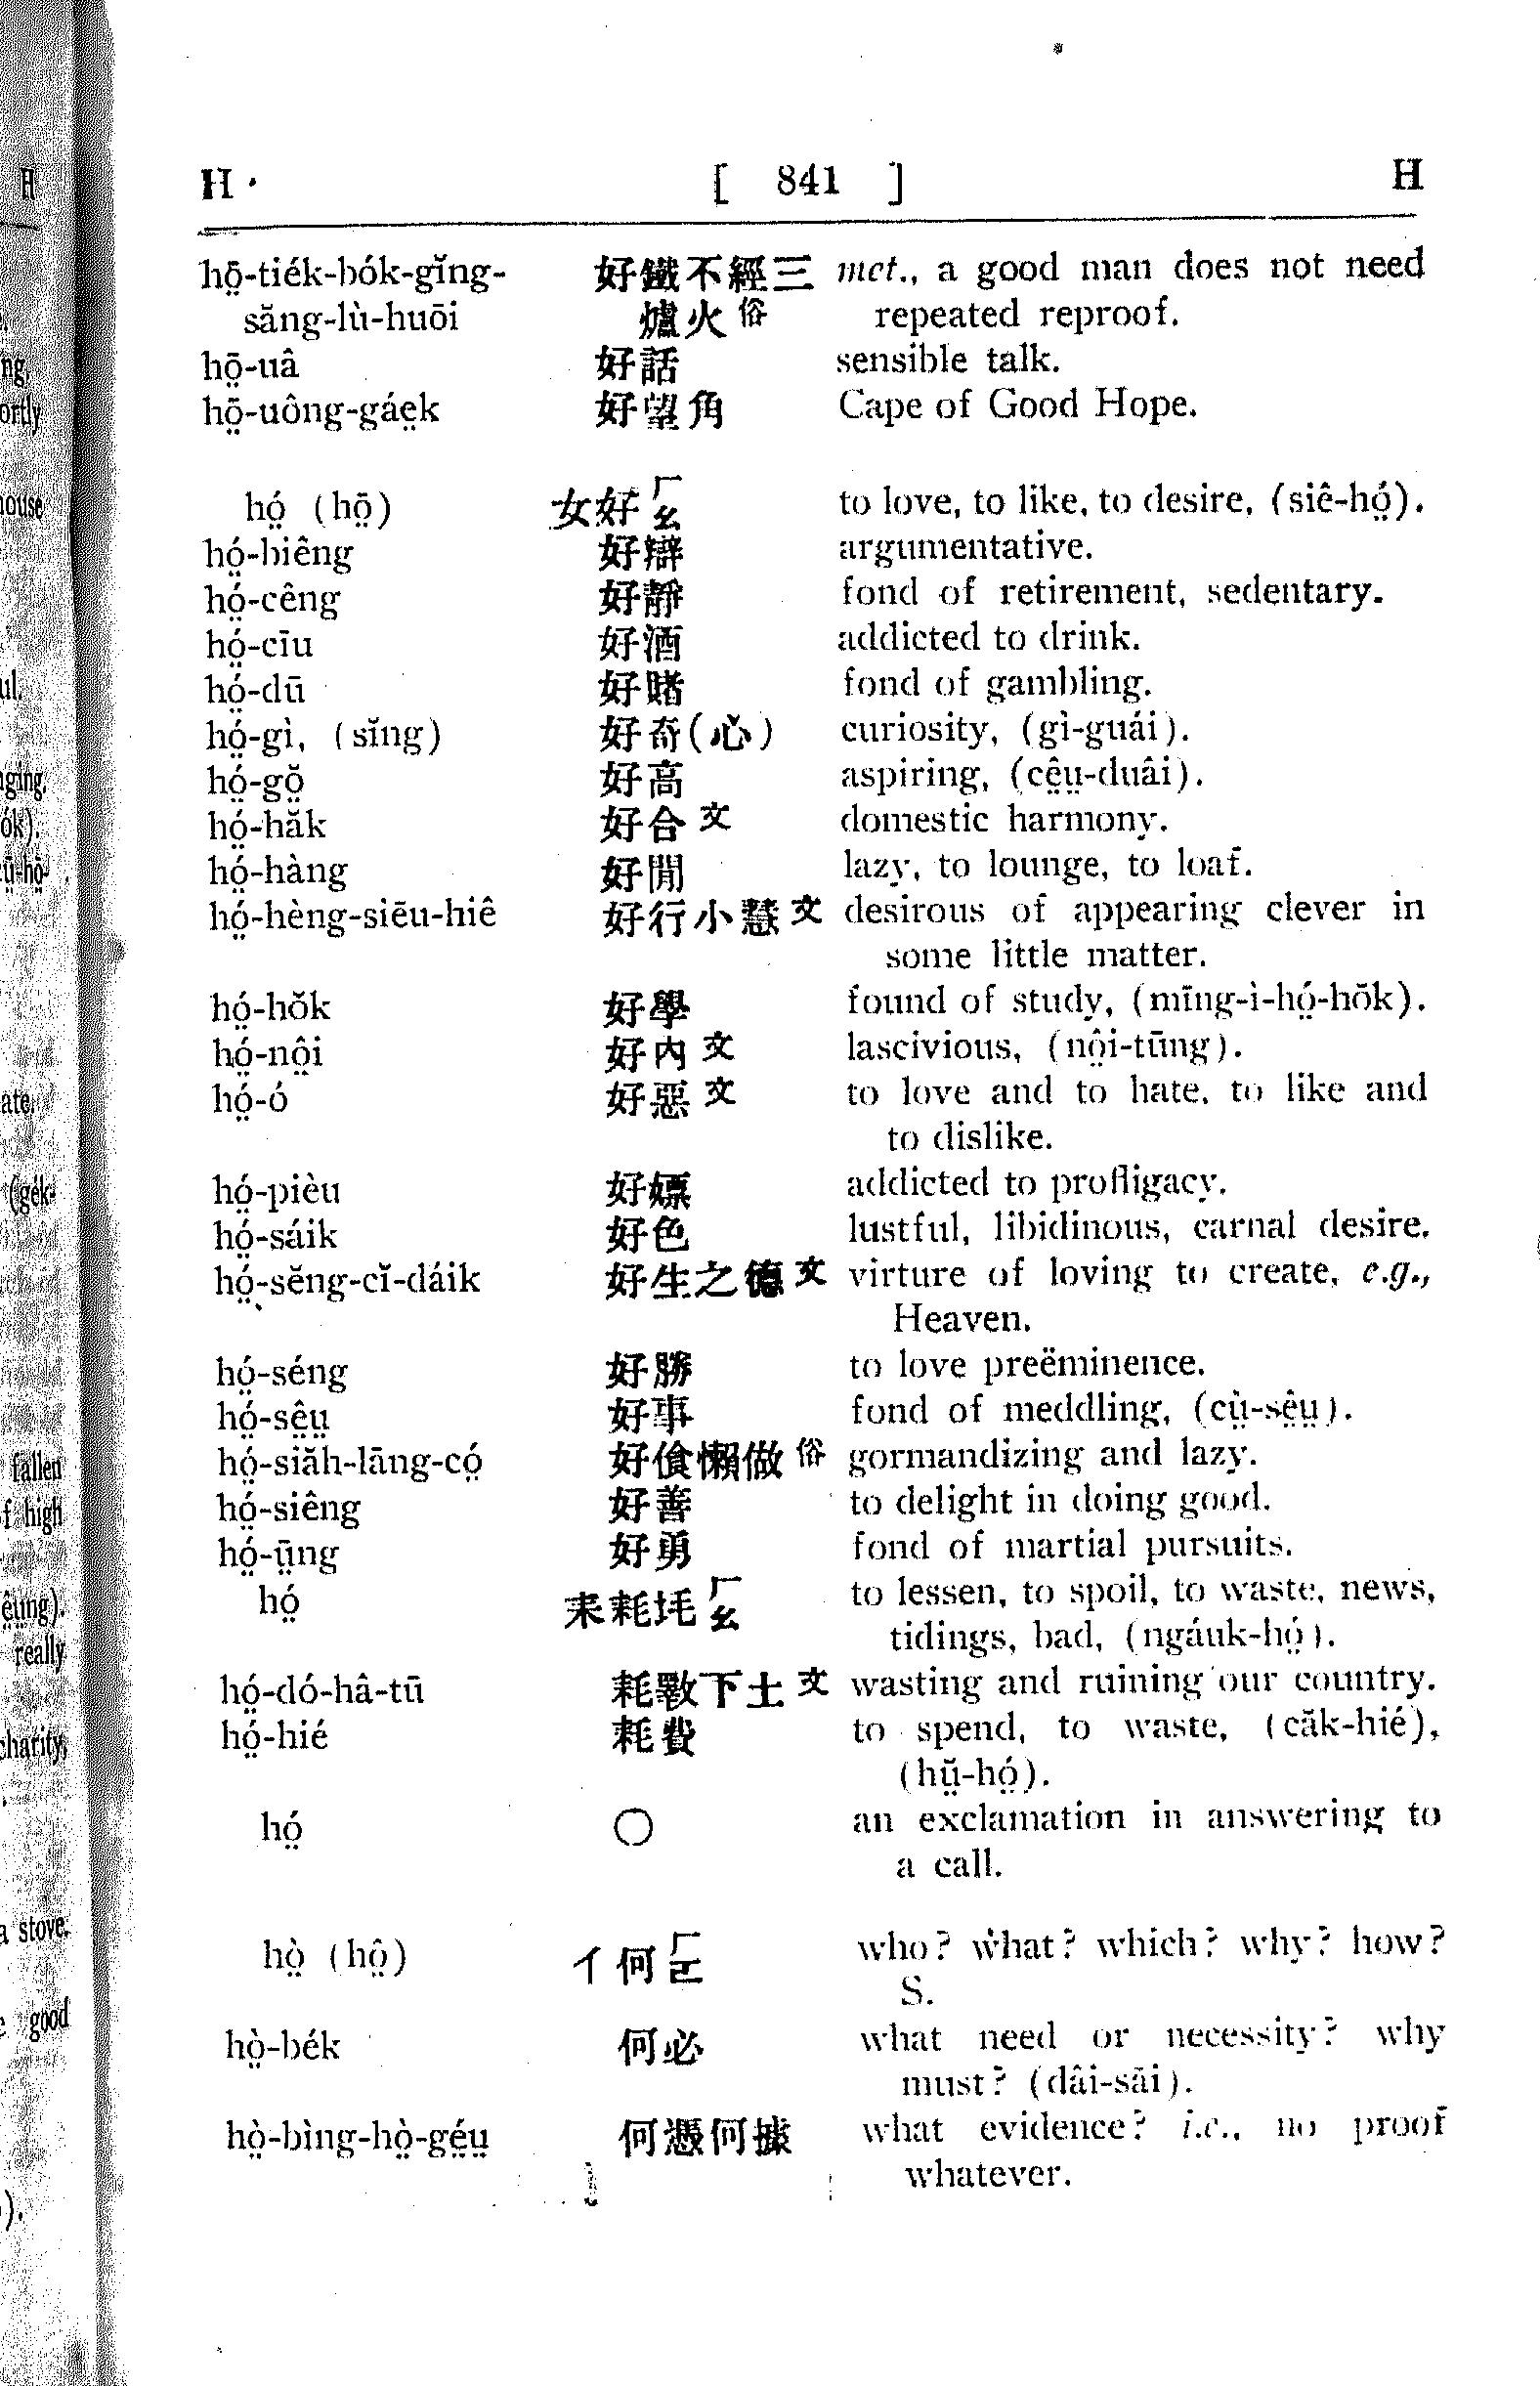 H · [ 841 ] H
hō̤-tiék-bók-gĭng- 好鐵不經三 met., a good man does not need
săng-lù-huōi 爐火俗 repeated reproof.
hō̤-uâ 好話 sensible talk.
hō̤-uông-gáe̤k 好望角 Cape of Good Hope.
hó̤ (hō̤) 女好ㄏㄠ to love, to like, to desire, (siê-hó̤).
hó̤-biêng 好辯 argumentative.
hó̤-cêng 好靜 fond of retirement, sedentary.
hó̤-cīu 好酒 addicted to drink.
hó̤-dū 好賭 fond of gambling.
hó̤-gì, (sĭng) 好奇(心) curiosity, (gì-guái).
hó̤-gŏ̤ 好高 aspiring, (cê̤ṳ-duâi).
hó̤-hăk 好合文 domestic harmony.
hó̤-hàng 好閒 lazy, to lounge, to loaf.
hó̤-hèng-siēu-hiê 好行小慧文 desirous of appearing clever in
some little matter.
hó̤-hŏk 好學 found of study, (mīng-ì-hó̤-hŏk).
hó̤-nô̤i 好內文 lascivious, (nô̤i-tūng).
hó̤-ó 好惡文 to love and to hate, to like and
to dislike.
hó̤-pièu 好嫖 addicted to profligacy.
hó̤-sáik 好色 lustful, libidinous, carnal desire.
hó̤-sĕng-cĭ-dáik 好生之德文 virture of loving to create, e.g.,
Heaven.
hó̤-séng 好勝 to love preëminence.
hó̤-sê̤ṳ 好事 fond of meddling, (cṳ̀-sê̤ṳ).
hó̤-siăh-lāng-có̤ 好飡懶做俗 gormandizing and lazy.
hó̤-siêng 好善 to delight in doing good.
hó̤-ṳ̄ng 好勇 fond of martial pursuits.
hó̤ 耒耗㧌ㄏㄠ to lessen, to spoil, to waste, news,
tidings, bad, (ngáuk-hó̤).
hó̤-dó-hâ-tū 耗斁下土文 wasting and ruining our country.
hó̤-hié 耗費 to spend, to waste, (căk-hié),
(hṳ̆-hó̤).
hó̤ ○ an exclamation in answering to
a call.
hò̤ (hô̤) 亻何ㄏㄛ who? what? which? why? how?
S.
hò̤-bék 何必 what need or necessity? why
must? (dâi-sāi).
hò̤-bìng-hò̤-gé̤ṳ 何憑何據 what evidence? i.e., no proof
whatever.